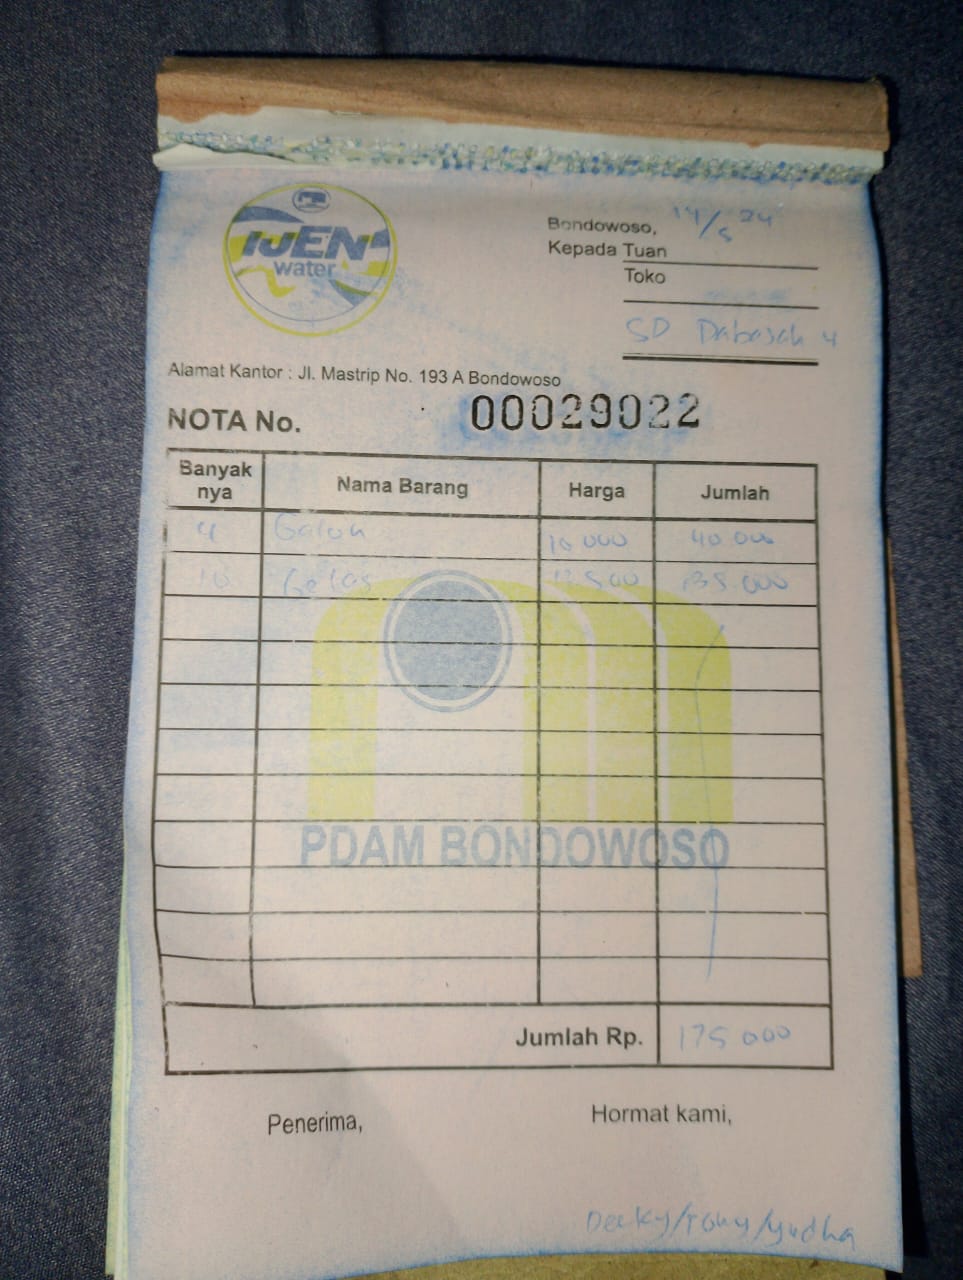 IJEN
water
Bondowoso, 14/5 24
Kepada Tuan
Toko
SD Dabasah 4
Alamat Kantor : Jl. Mastrip No. 193 A Bondowoso
NOTA No. 00029022
Banyak nya Nama Barang Harga Jumlah
4 Galon 10 000 40 000
10 Gelas 13 500 135.000
PDAM BONDOWOSO
Jumlah Rp. 175 000
Penerima, Hormat kami,
Decky/Tony/yudha